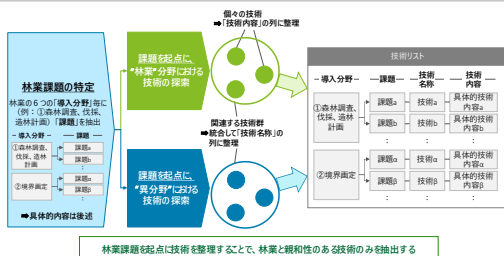 個々の技術
➡「技術内容」の列に整理
林業課題の特定
林業の６つの「導入分野」毎に
（例：①森林調査、伐採、
造林計画）「課題」を抽出
導入分野
課題
①森林調査、
伐採、造林
計画
課題a
課題b
：
②境界画定
課題α
課題β
：
➡具体的内容は後述
課題を起点に
“林業”分野における
技術の探索
関連する技術群
➡統合して「技術名称」の
列に整理
課題を起点に、
“異分野”における
技術の探索
技術リスト
導入分野
課題
技術
名称
技術
内容
①森林調査、
伐採、造林
計画
課題a
技術a
具体的技術
内容a
課題b
技術b
具体的技術
内容b
：
：
：
②境界画定
課題α
技術α
具体的技術
内容α
課題β
技術β
具体的技術
内容β
：
：
：
林業課題を起点に技術を整理することで、林業と親和性のある技術のみを抽出する